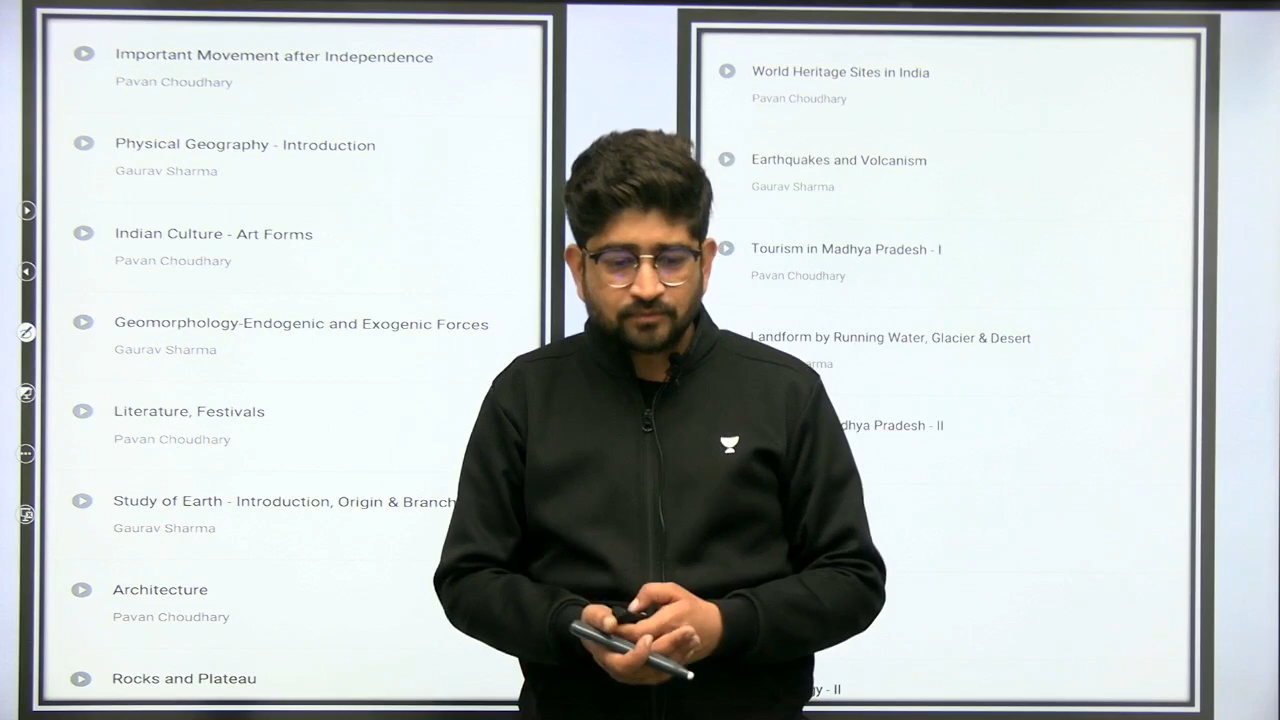 Important Movement after Independence
Pavan Choudhary
Physical Geography - Introduction
Gaurav Sharma
Indian Culture - Art Forms
Pavan Choudhary
Geomorphology-Endogenic and Exogenic Forces
Gaurav Sharma
Literature, Festivals
Pavan Choudhary
Study of Earth - Introduction, Origin & Branch
Gaurav Sharma
Architecture
Pavan Choudhary
Rocks and Plateau
World Heritage Sites in India
Pavan Choudhary
Earthquakes and Volcanism
Gaurav Sharma
Tourism in Madhya Pradesh - I
Pavan Choudhary
Landform by Running Water, Glacier & Desert
Pradesh - II
- II